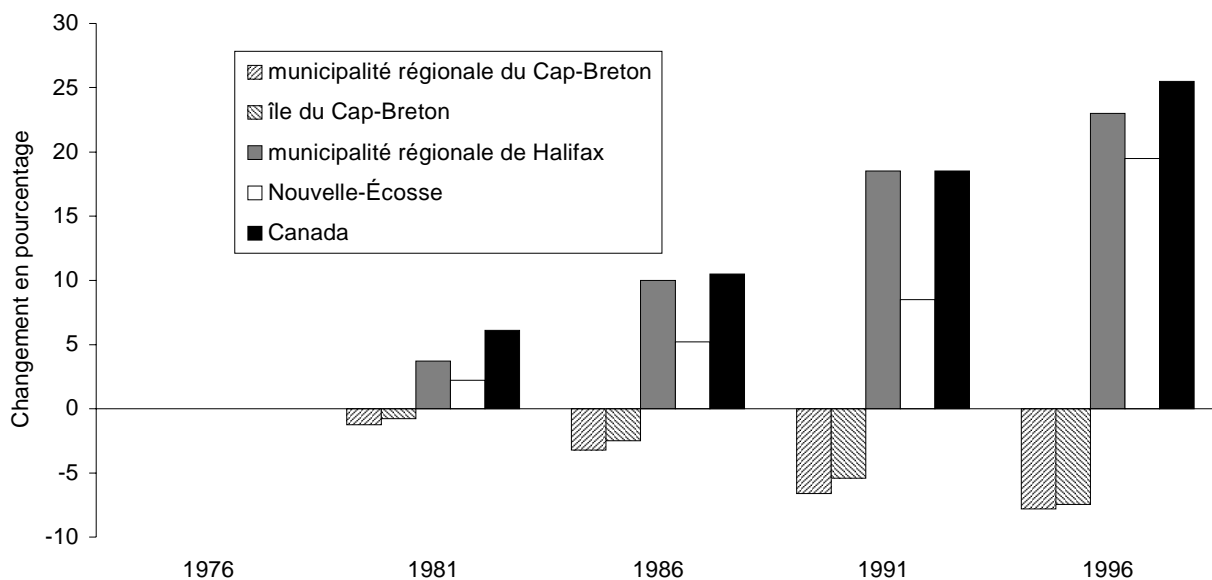 30
25
20
15
10
5
0
-5
-10
Changement en pourcentage
municipalité régionale du Cap-Breton
île du Cap-Breton
municipalité régionale de Halifax
Nouvelle-Écosse
Canada
1976 1981 1986 1991 1996